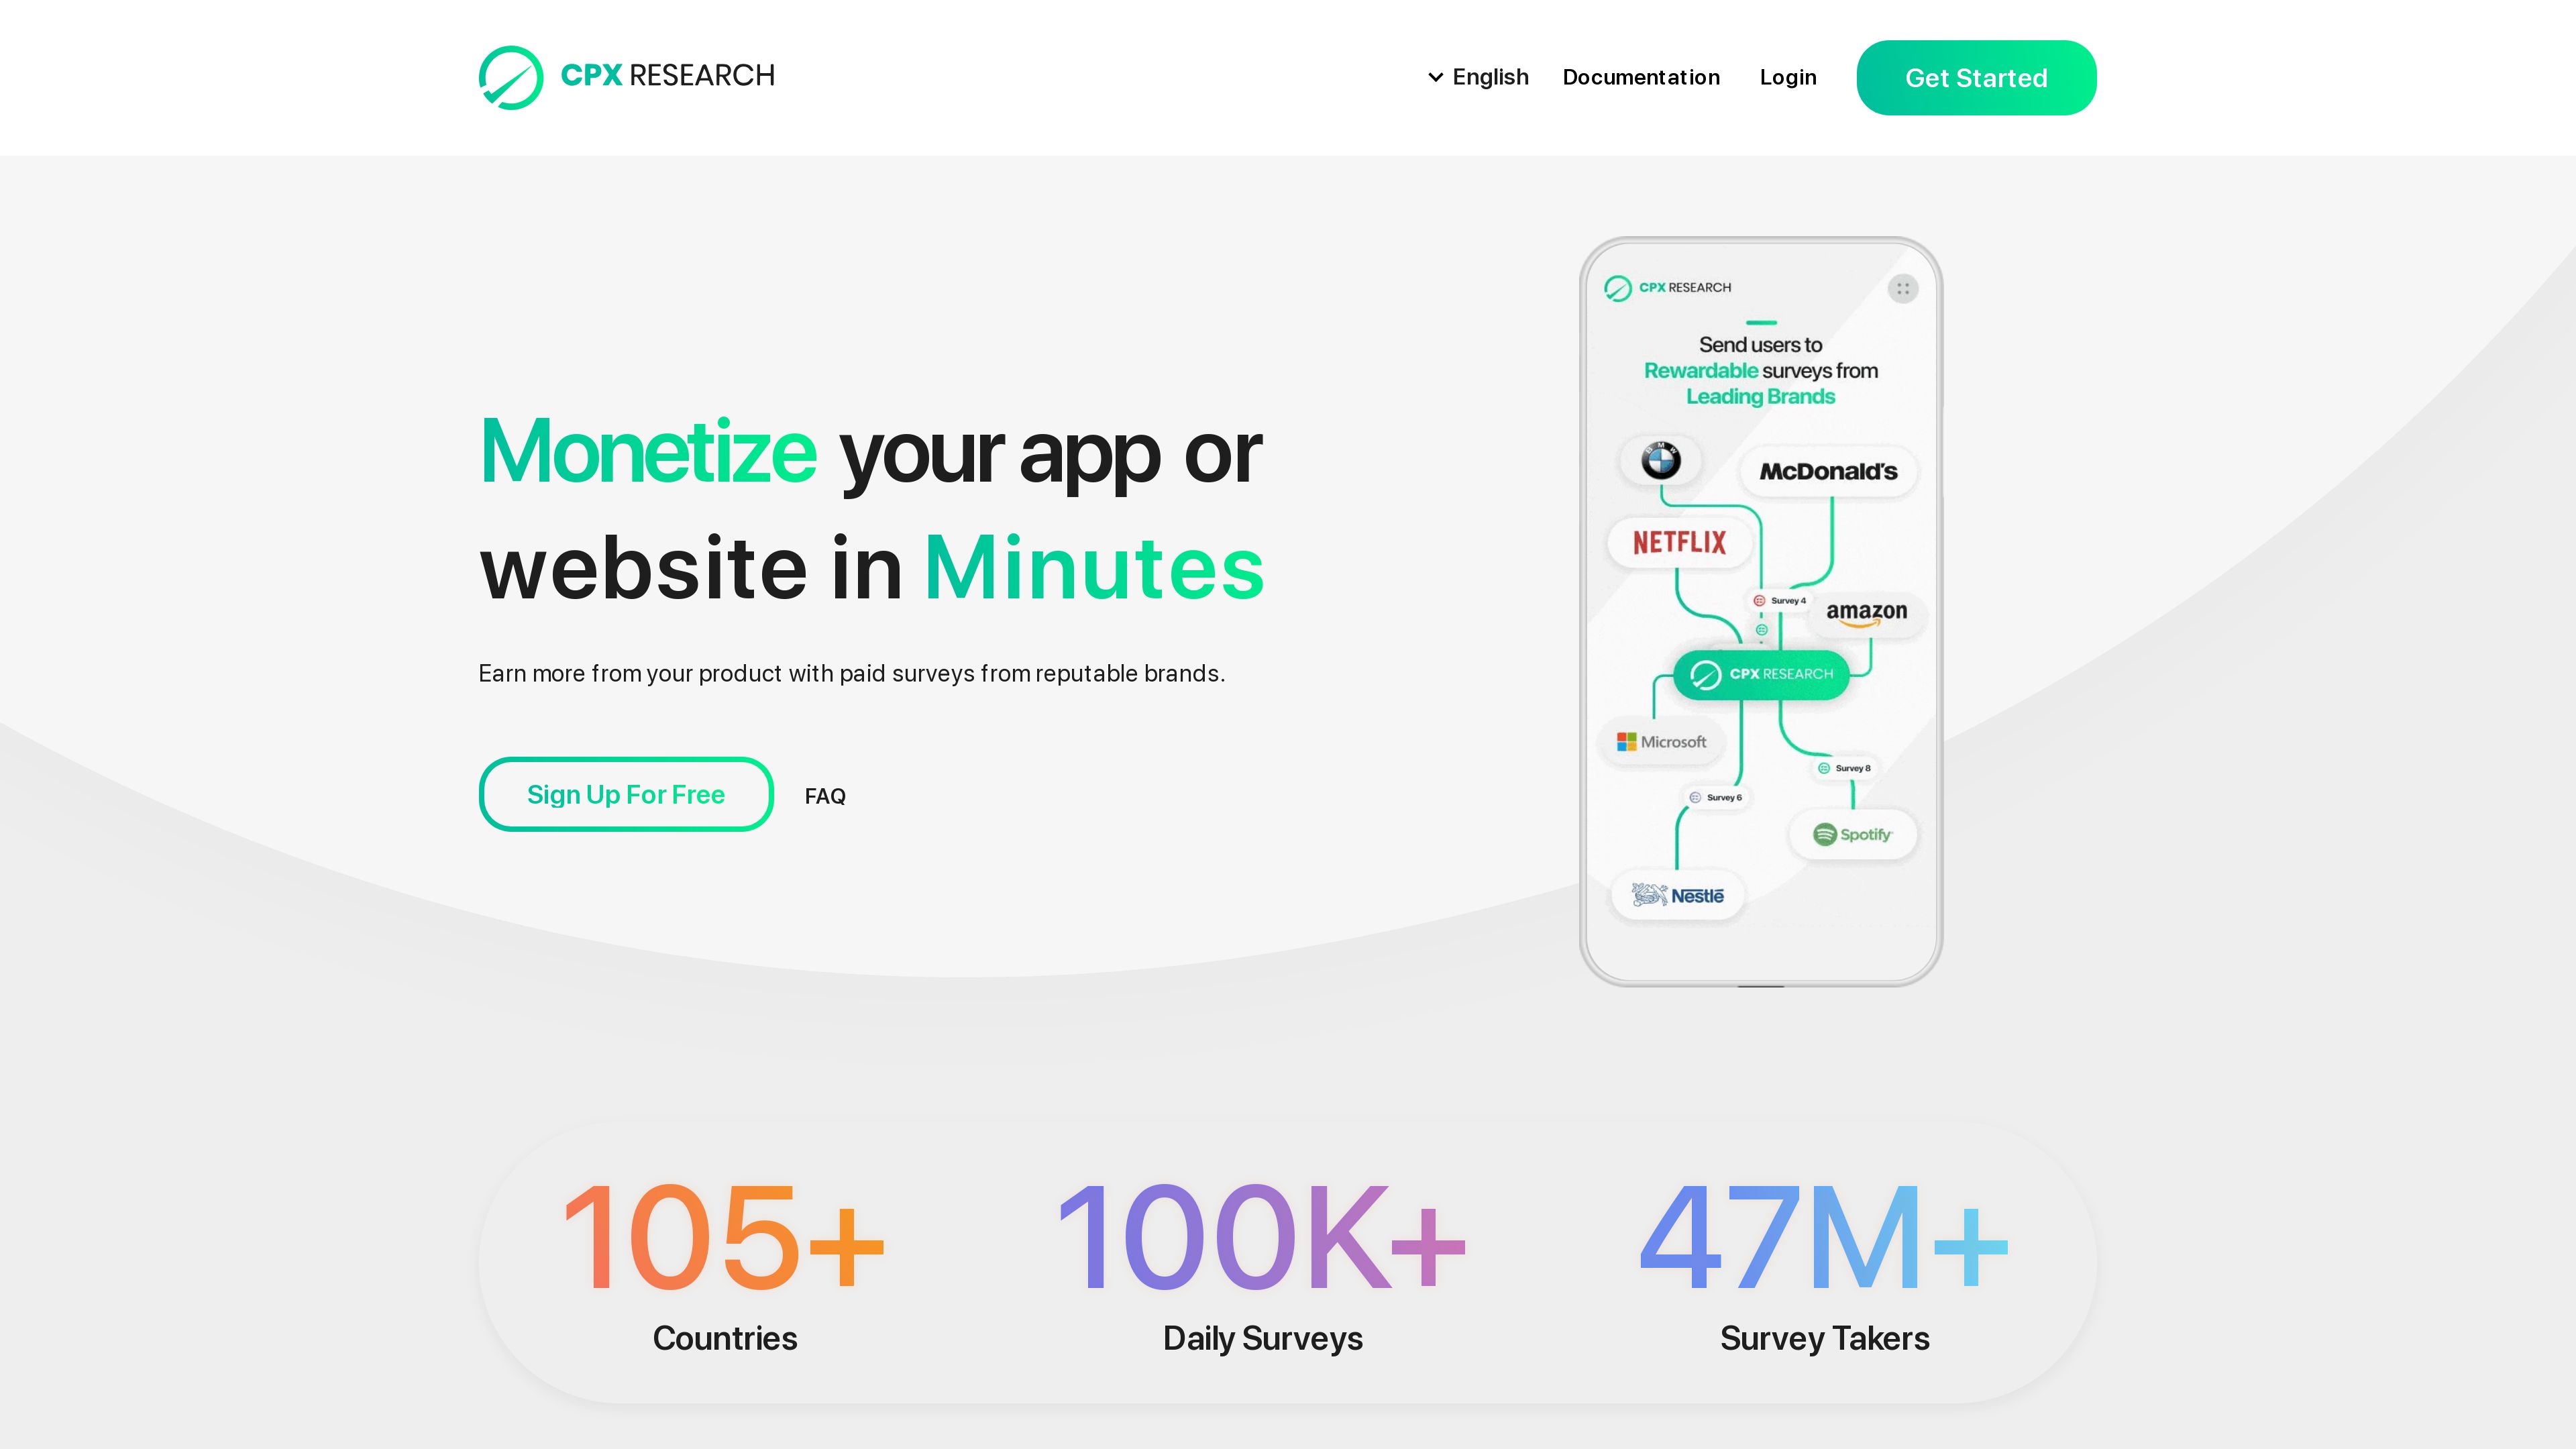 CPX RESEARCH
English
Documentation
Login
Get Started
Monetize your app or
website in Minutes
Earn more from your product with paid surveys from reputable brands.
Sign Up For Free
FAQ
CPX RESEARCH
Send users to
Rewardable surveys from
Leading Brands
BMW
McDonald's
NETFLIX
Survey 4
amazon
CPX RESEARCH
Microsoft
Survey 8
Survey 6
Spotify
Nestlé
105+
Countries
100K+
Daily Surveys
47M+
Survey Takers